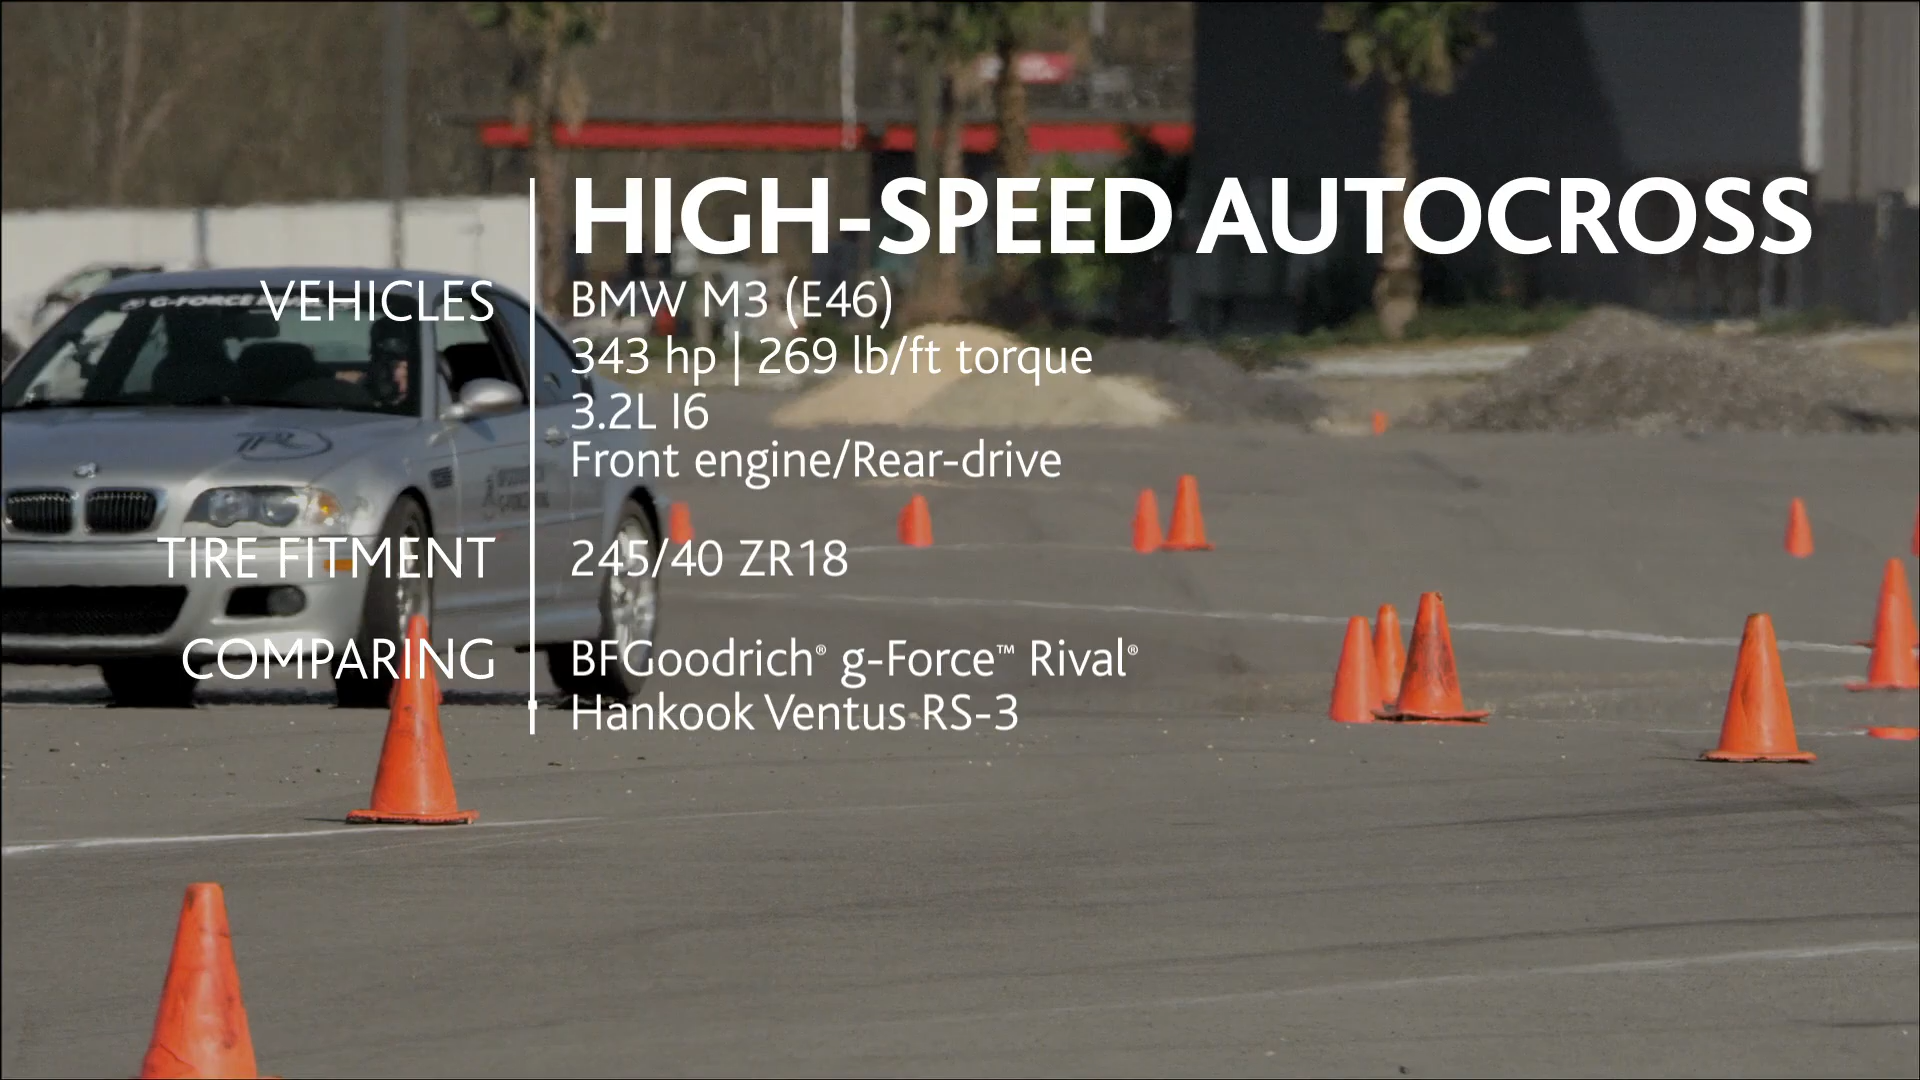 HIGH-SPEED AUTOCROSS
VEHICLES
BMW M3 (E46)
343 hp | 269 lb/ft torque
3.2L I6
Front engine/Rear-drive
TIRE FITMENT
245/40 ZR18
COMPARING
BFGoodrich® g-Force™ Rival®
Hankook Ventus RS-3
G-FORCE